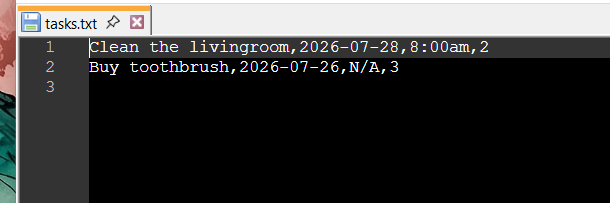 tasks.txt
1 Clean the livingroom,2026-07-28,8:00am,2
2 Buy toothbrush,2026-07-26,N/A,3
3